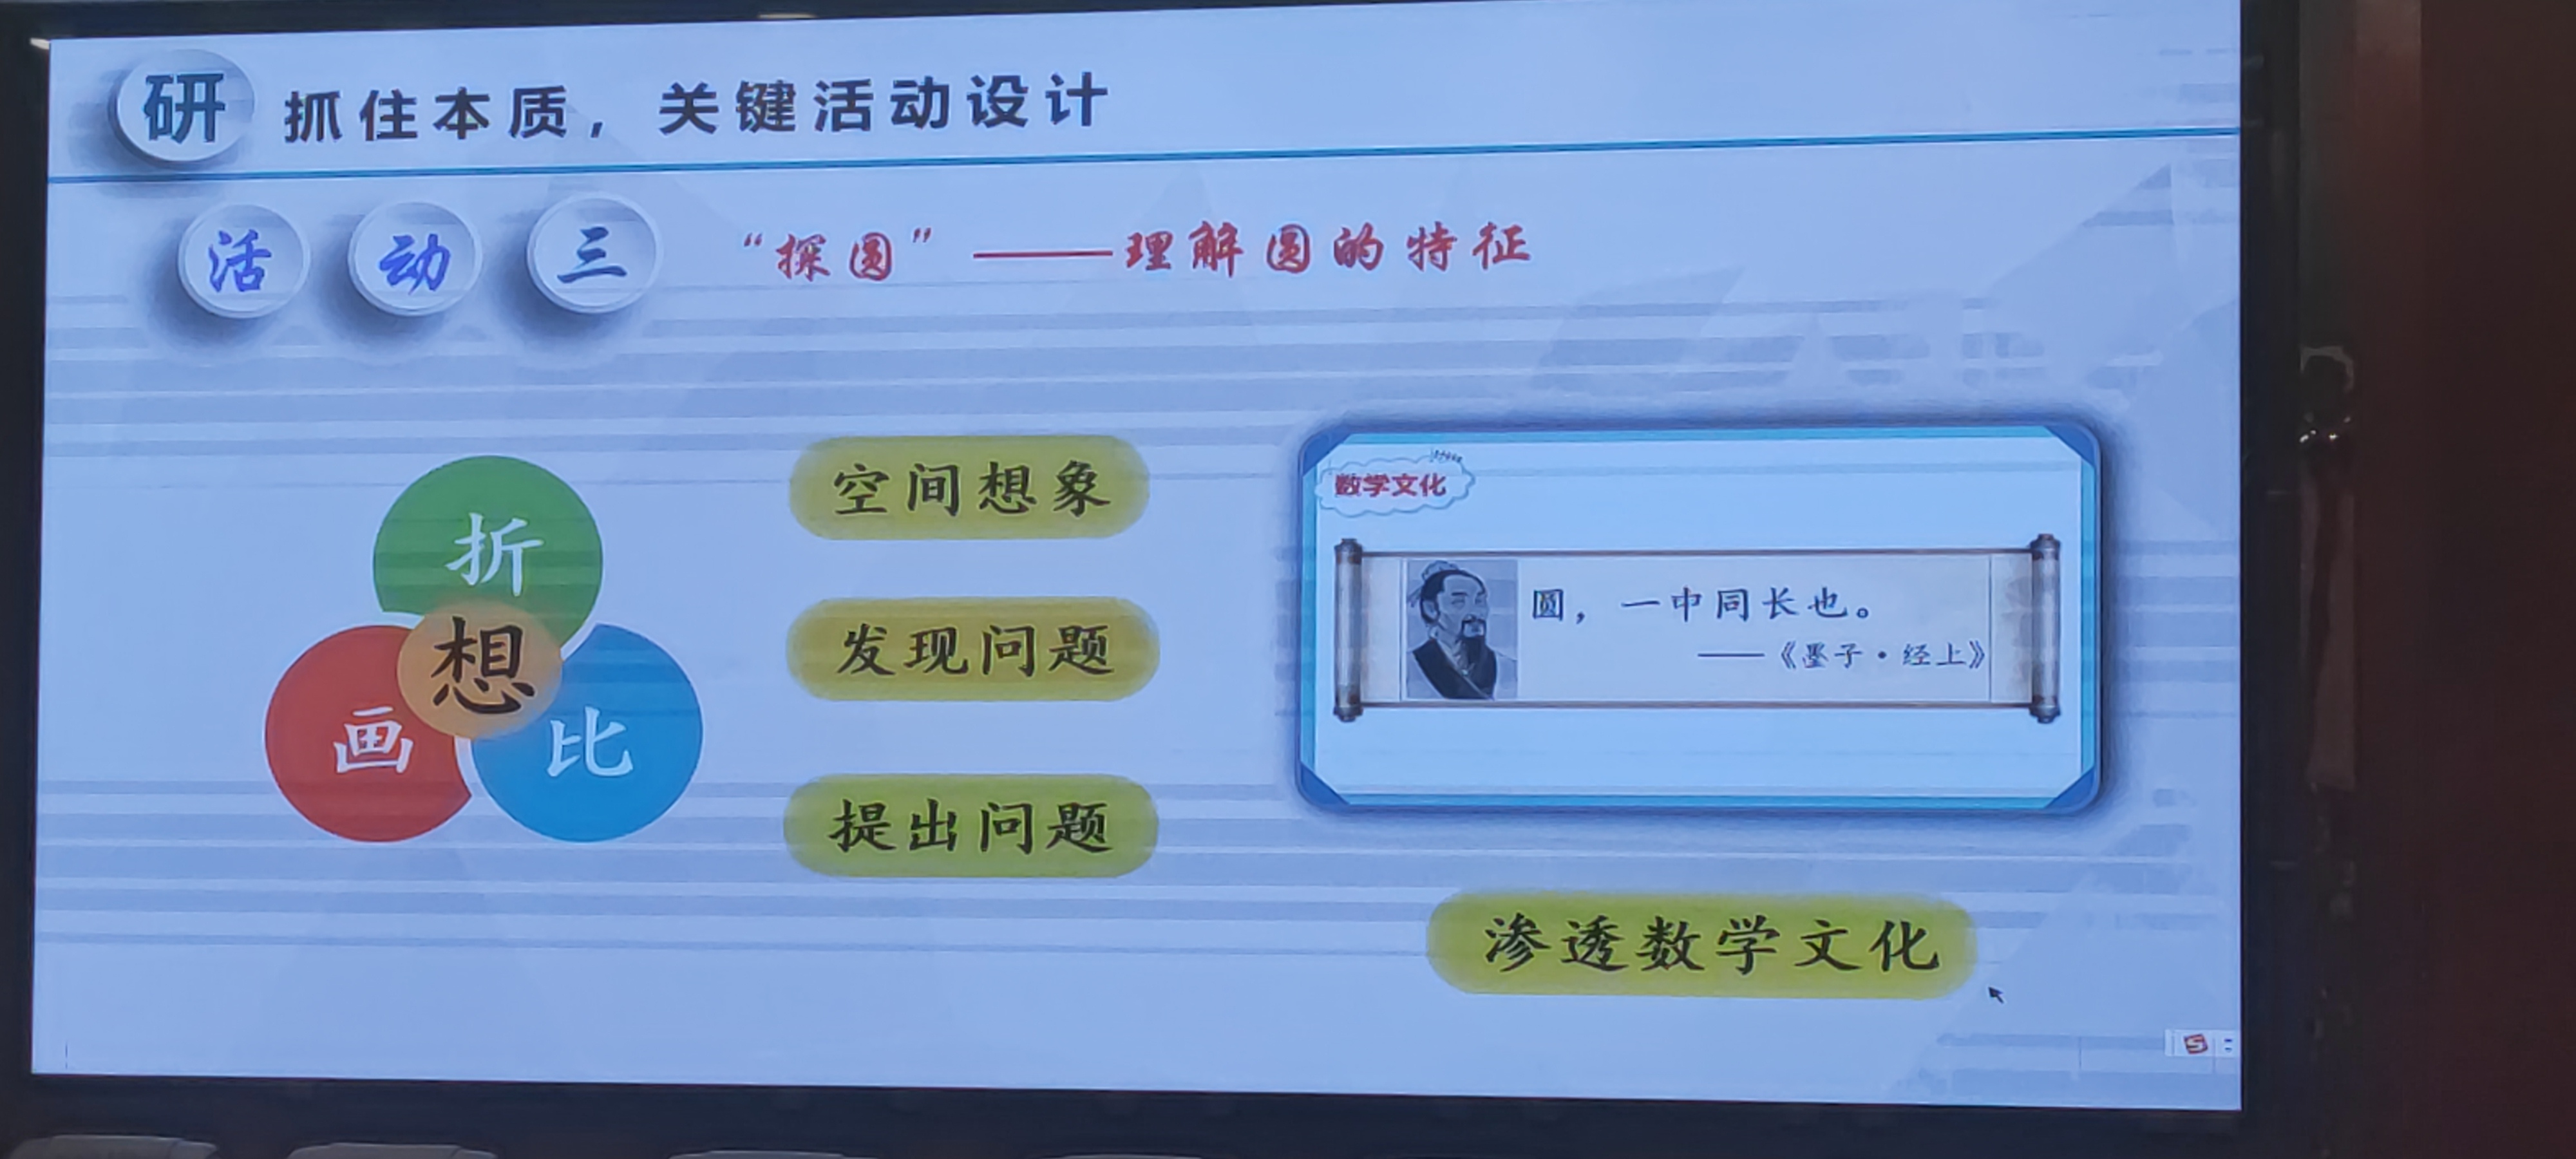 研 抓住本质，关键活动设计
活动三 “探圆”——理解圆的特征
折
想
画
比
空间想象
发现问题
提出问题
数学文化
圆，一中同长也。
——《墨子·经上》
渗透数学文化